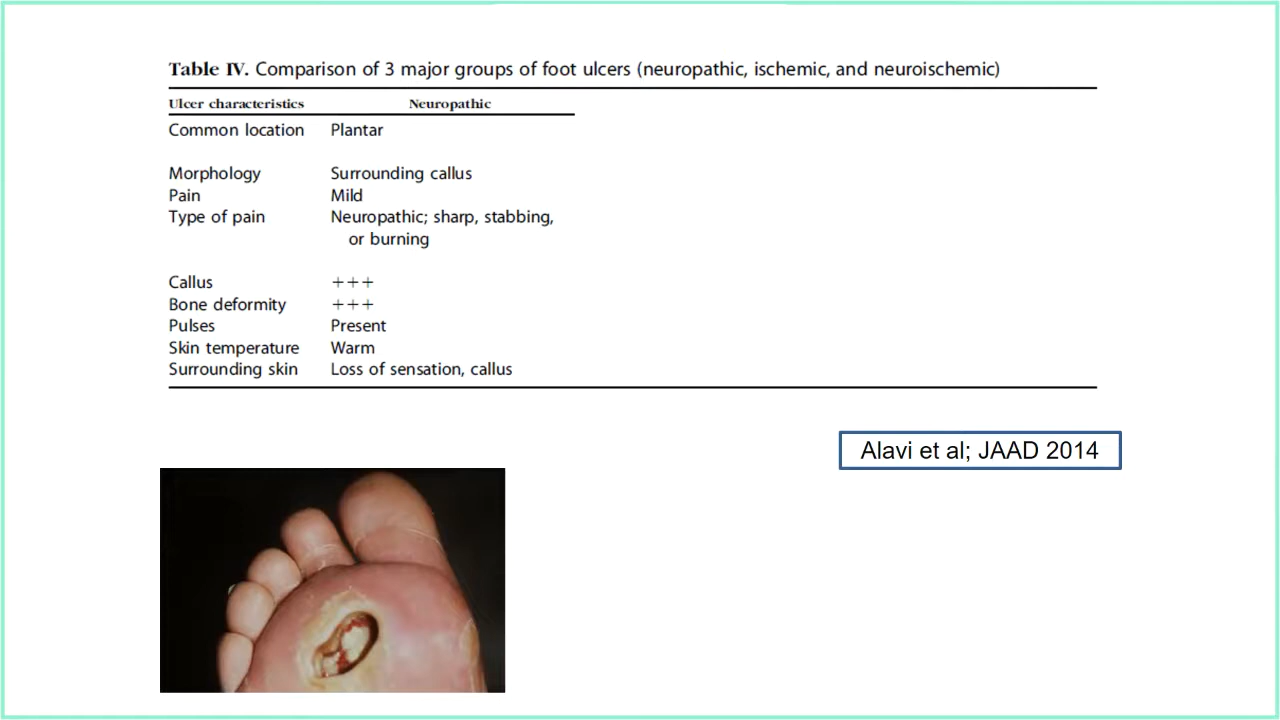 Table IV. Comparison of 3 major groups of foot ulcers (neuropathic, ischemic, and neuroischemic)
Ulcer characteristics Neuropathic
Common location Plantar
Morphology Surrounding callus
Pain Mild
Type of pain Neuropathic; sharp, stabbing,
or burning
Callus +++
Bone deformity +++
Pulses Present
Skin temperature Warm
Surrounding skin Loss of sensation, callus
Alavi et al; JAAD 2014